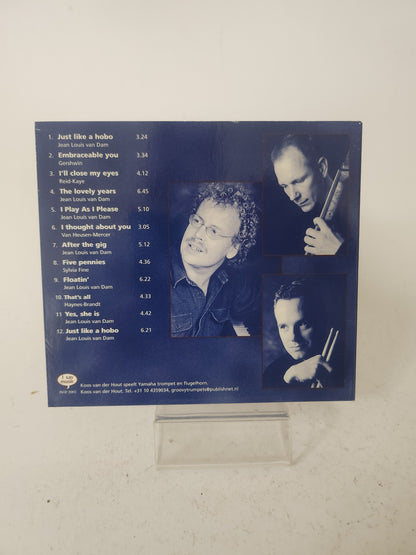 1. Just like a hobo 3.24
Jean Louis van Dam
2. Embraceable you 3.34
Gershwin
3. I'll close my eyes 4.12
Reid-Kaye
4. The lovely years 6.45
Jean Louis van Dam
5. I Play As I Please 5.10
Jean Louis van Dam
6. I thought about you 3.05
Van Heusen-Mercer
7. After the gig 5.12
Jean Louis van Dam
8. Five pennies 4.36
Sylvia Fine
9. Floatin' 6.22
Jean Louis van Dam
10. That's all 4.33
Haynes-Brandt
11 Yes, she is 4.42
Jean Louis van Dam
12. Just like a hobo 6.21
Jean Louis van Dam
I say
music
Koos van der Hout speelt Yamaha trompet en flugelhorn.
Koos van der Hout. Tel. +31 10 4359034, groovytrumpets@publishnet.nl